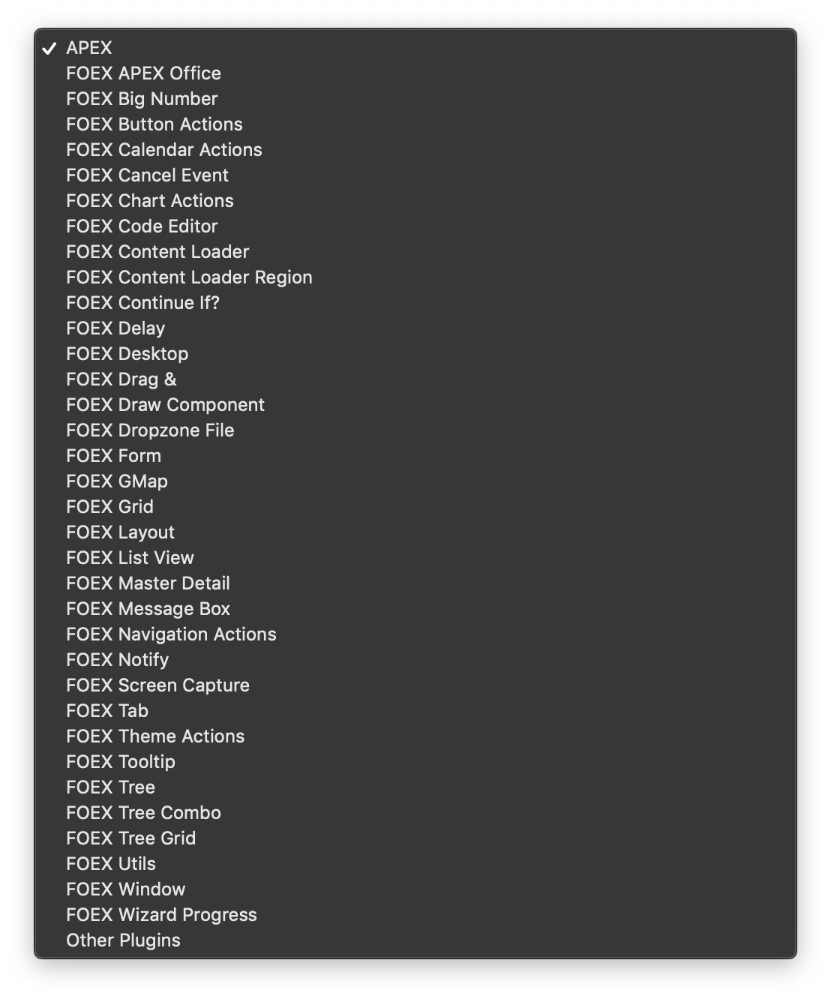 APEX
FOEX APEX Office
FOEX Big Number
FOEX Button Actions
FOEX Calendar Actions
FOEX Cancel Event
FOEX Chart Actions
FOEX Code Editor
FOEX Content Loader
FOEX Content Loader Region
FOEX Continue If?
FOEX Delay
FOEX Desktop
FOEX Drag &
FOEX Draw Component
FOEX Dropzone File
FOEX Form
FOEX GMap
FOEX Grid
FOEX Layout
FOEX List View
FOEX Master Detail
FOEX Message Box
FOEX Navigation Actions
FOEX Notify
FOEX Screen Capture
FOEX Tab
FOEX Theme Actions
FOEX Tooltip
FOEX Tree
FOEX Tree Combo
FOEX Tree Grid
FOEX Utils
FOEX Window
FOEX Wizard Progress
Other Plugins